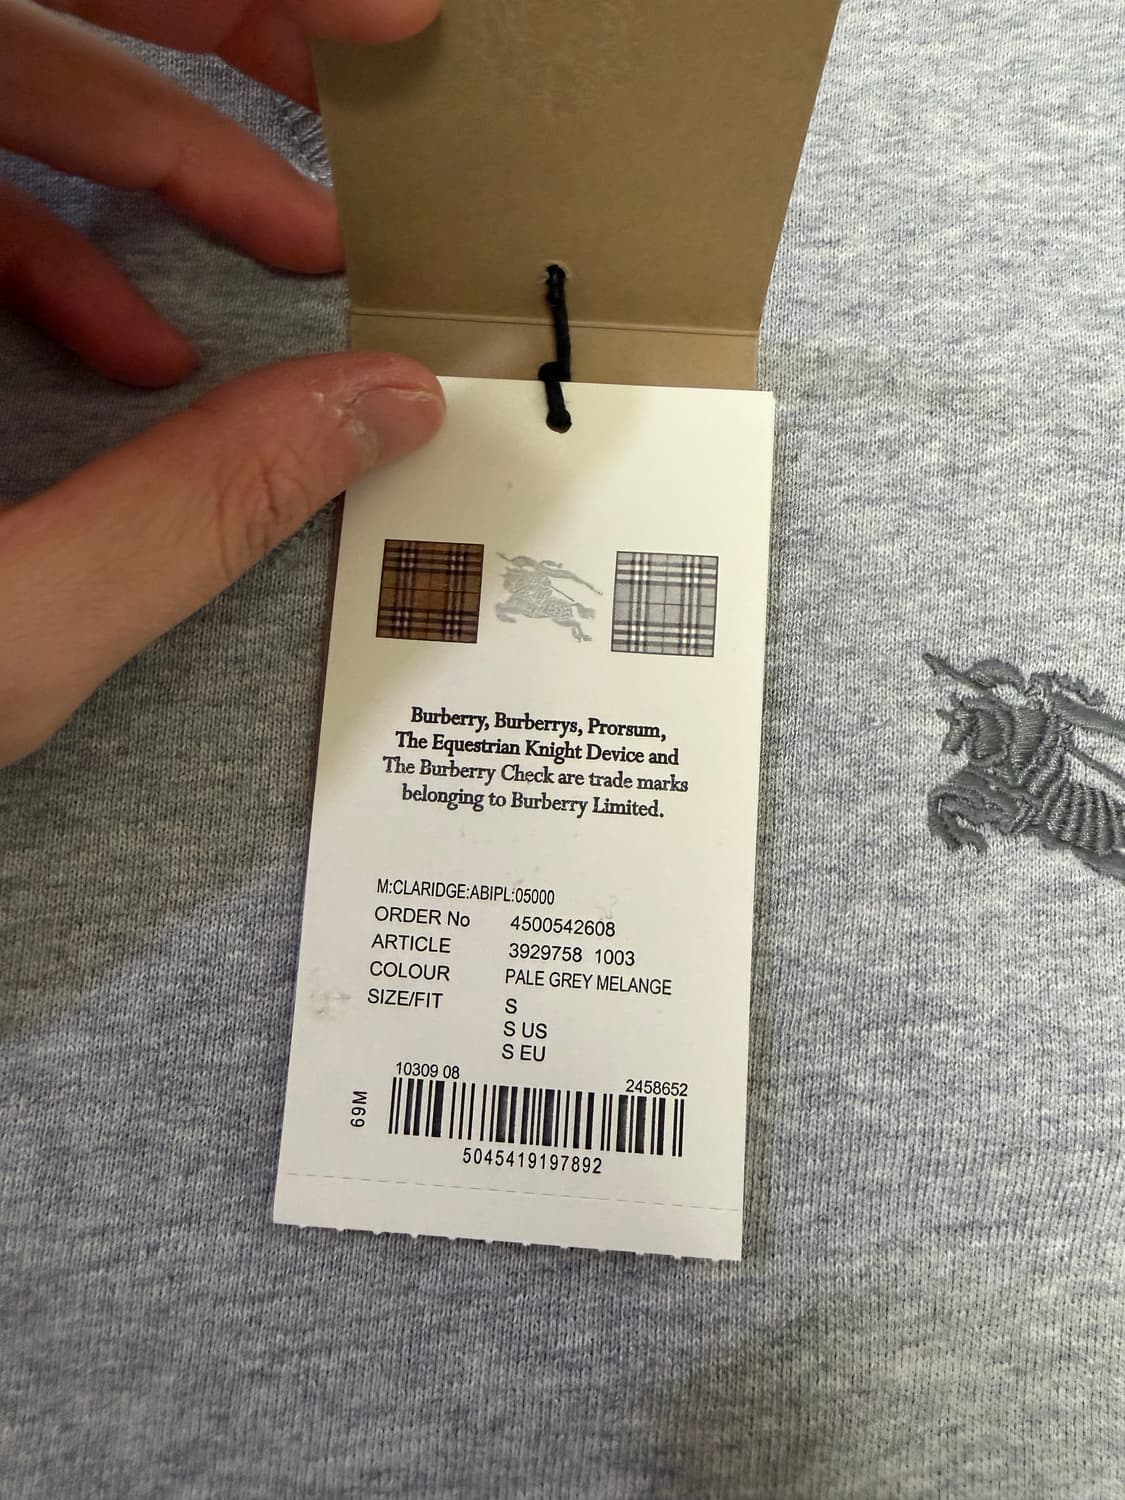 Burberry, Burberrys, Prorsum,
The Equestrian Knight Device and
The Burberry Check are trade marks
belonging to Burberry Limited.
M:CLARIDGE:ABIPL:05000
ORDER No 4500542608
ARTICLE 3929758 1003
COLOUR PALE GREY MELANGE
SIZE/FIT S
S US
S EU
10309 08 2458652
69M
5045419197892